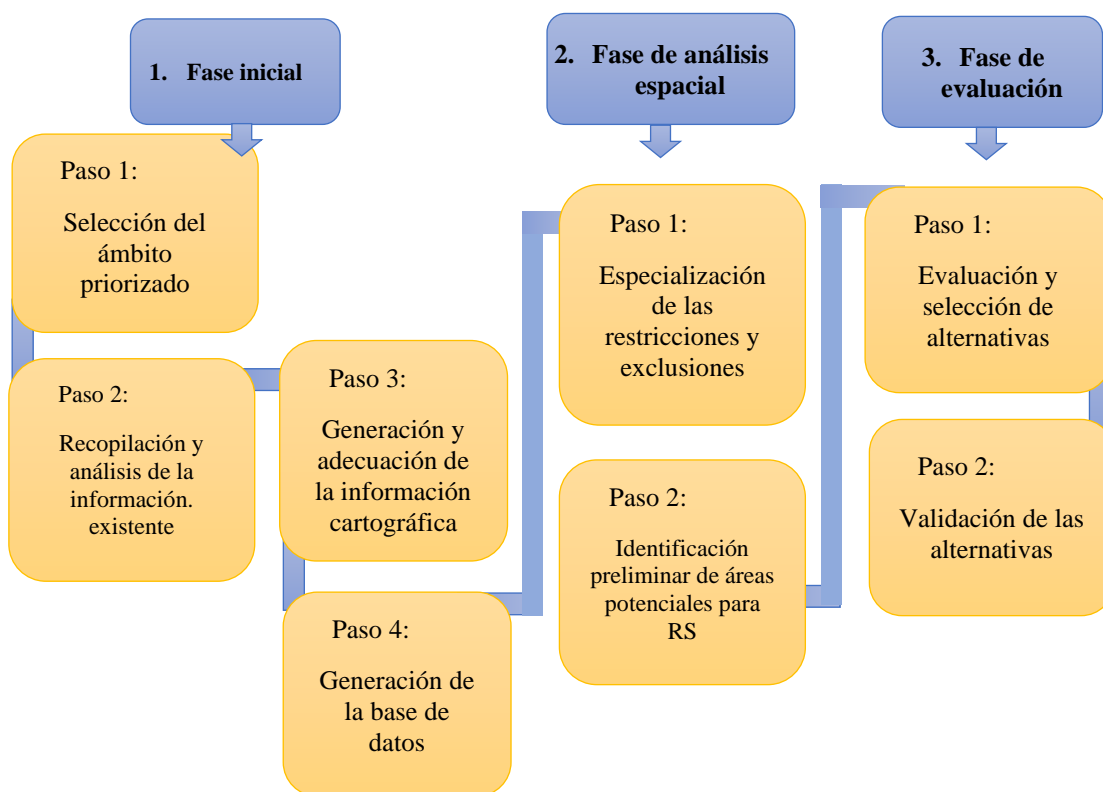 1. Fase inicial
Paso 1:
Selección del
ámbito
priorizado
Paso 2:
Recopilación y
análisis de la
información.
existente
Paso 3:
Generación y
adecuación de
la información
cartográfica
Paso 4:
Generación de
la base de
datos
2. Fase de análisis
espacial
Paso 1:
Especialización
de las
restricciones y
exclusiones
Paso 2:
Identificación
preliminar de áreas
potenciales para
RS
3. Fase de
evaluación
Paso 1:
Evaluación y
selección de
alternativas
Paso 2:
Validación de las
alternativas